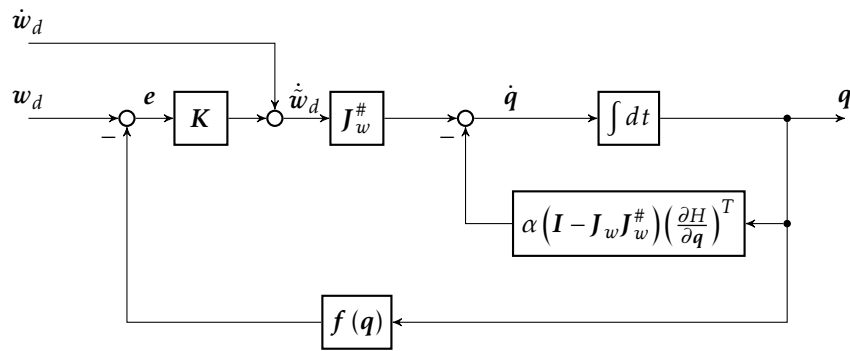 ẇ_d
w_d e K ẇ̃_d J_w^# q̇ ∫ dt q
− −
α (I − J_w J_w^#) (∂H/∂q)^T
f (q)